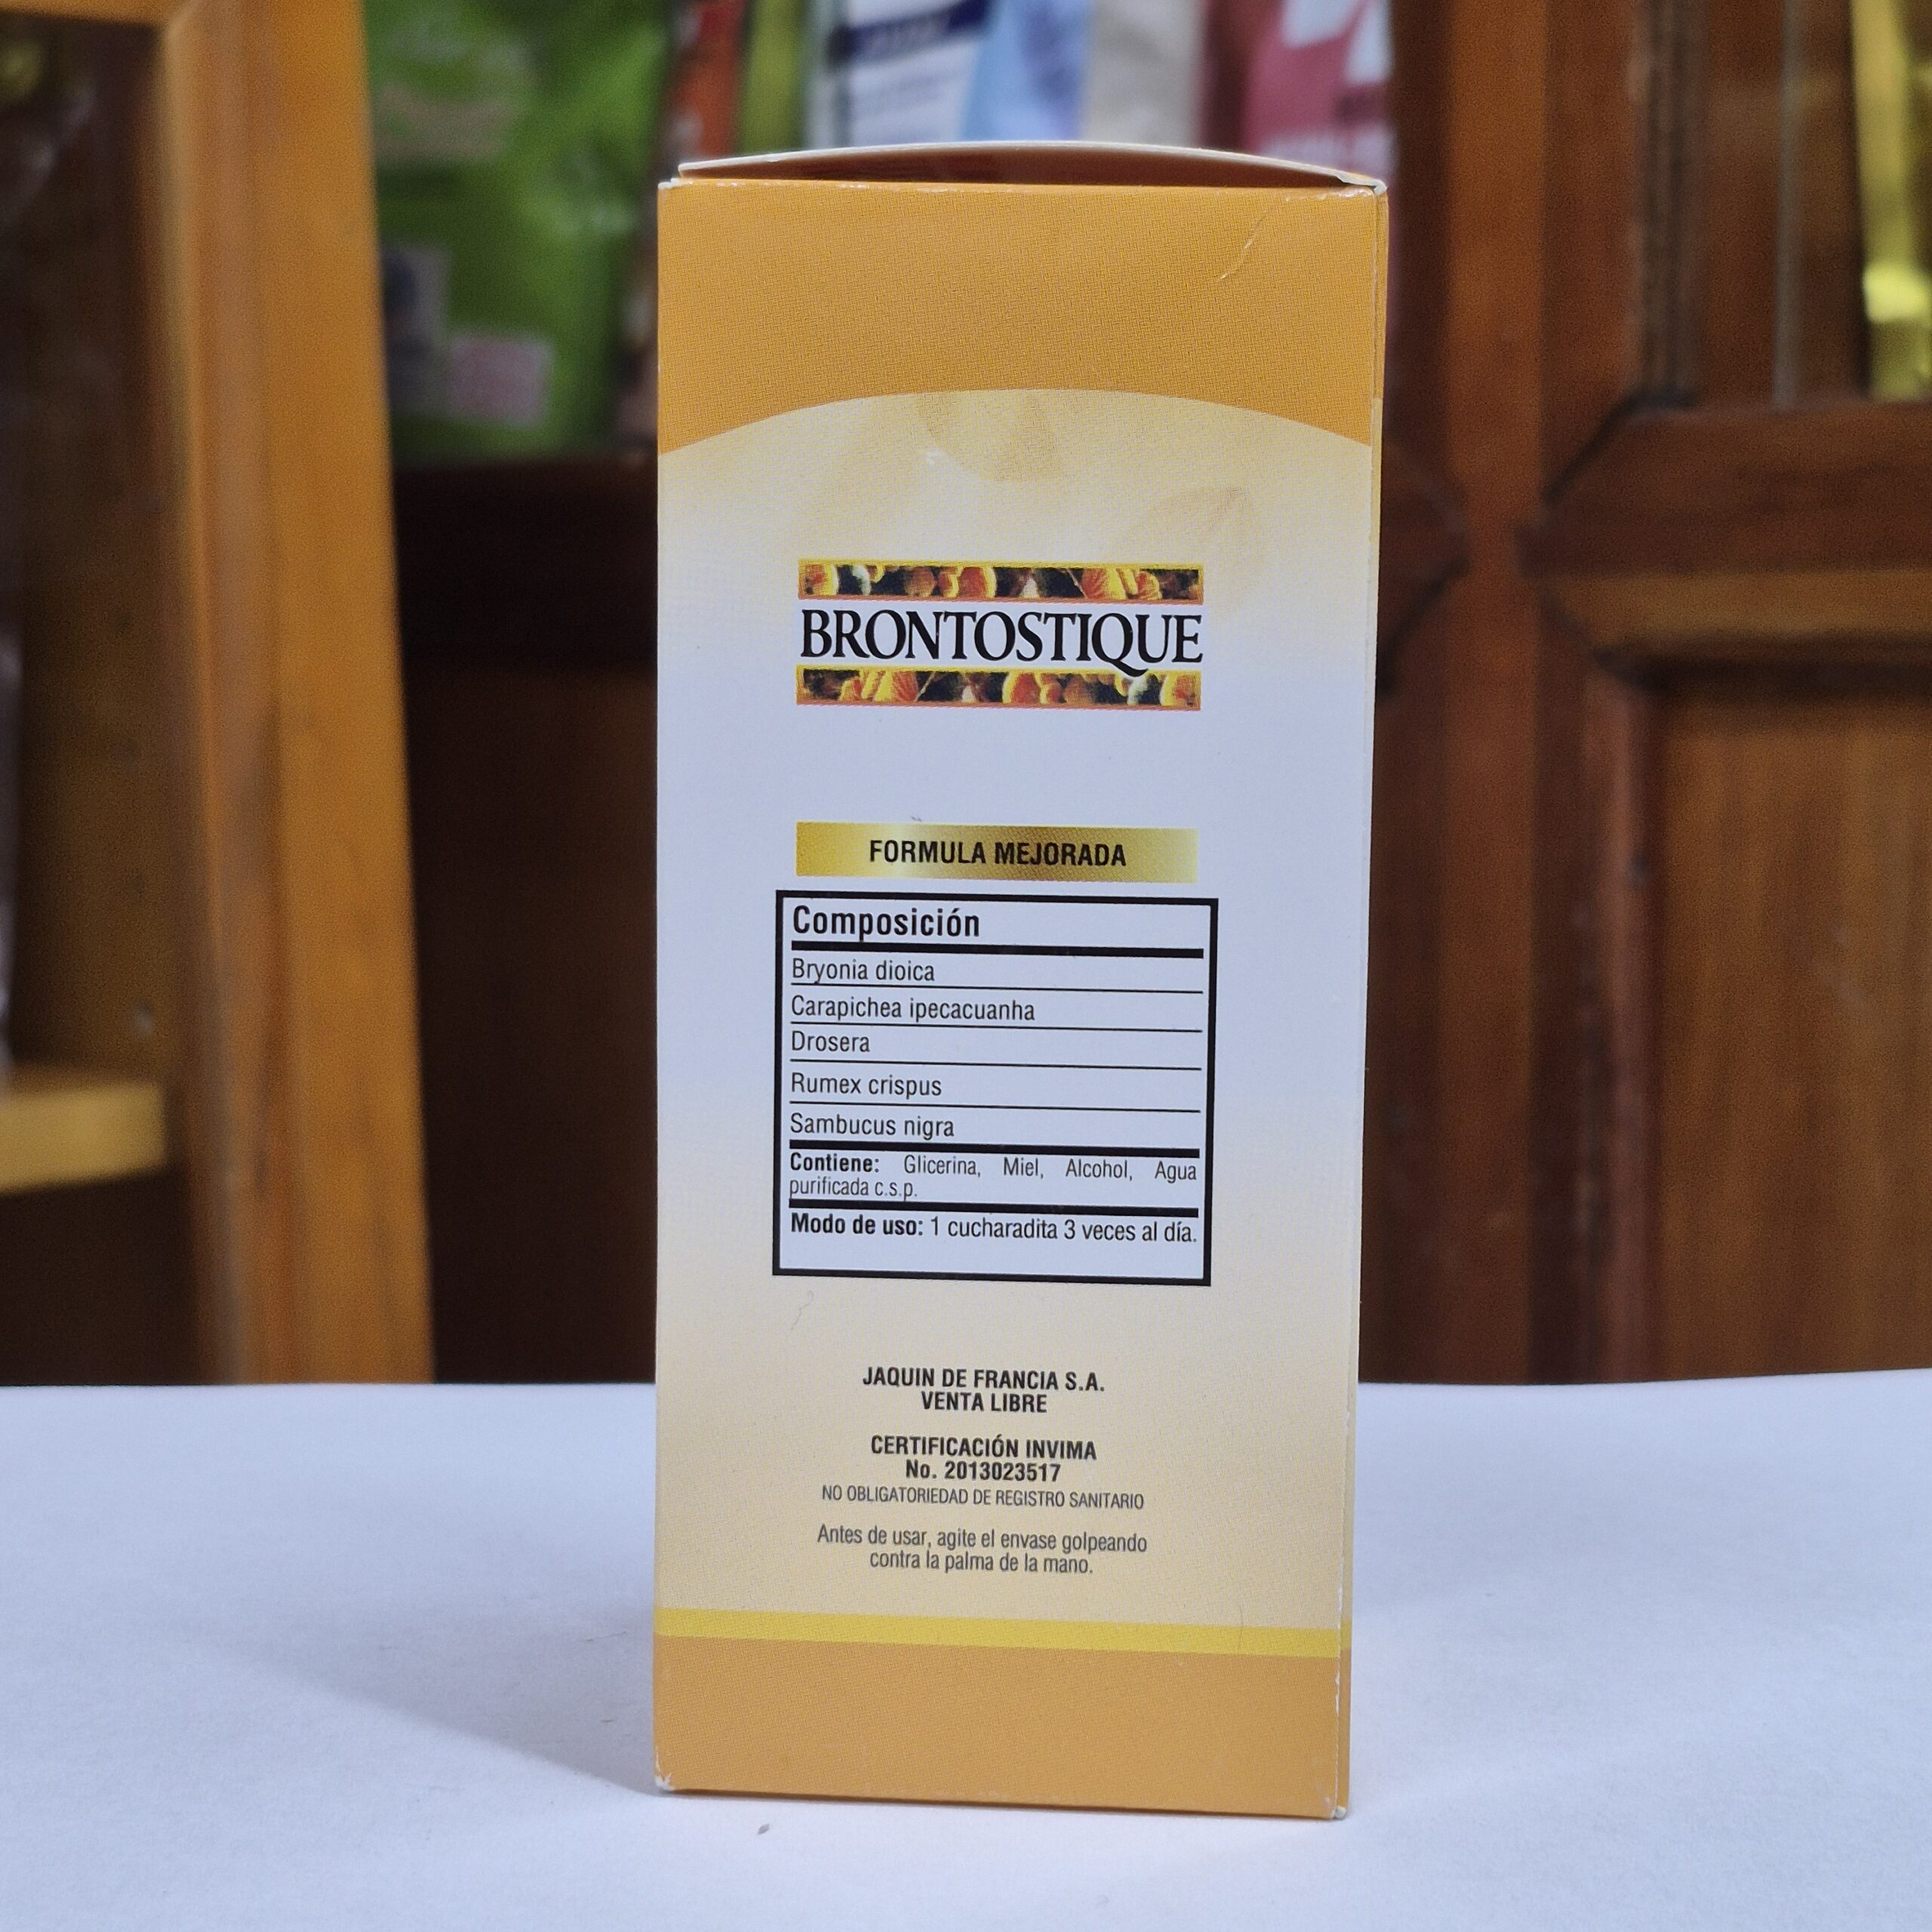 BRONTOSTIQUE
FORMULA MEJORADA
Composición
Bryonia dioica
Carapichea ipecacuanha
Drosera
Rumex crispus
Sambucus nigra
Contiene: Glicerina, Miel, Alcohol, Agua
purificada c.s.p.
Modo de uso: 1 cucharadita 3 veces al día.
JAQUIN DE FRANCIA S.A.
VENTA LIBRE
CERTIFICACIÓN INVIMA
No. 2013023517
NO OBLIGATORIEDAD DE REGISTRO SANITARIO
Antes de usar, agite el envase golpeando
contra la palma de la mano.